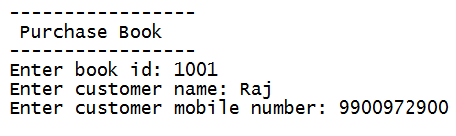 -----------------
 Purchase Book
-----------------
Enter book id: 1001
Enter customer name: Raj
Enter customer mobile number: 9900972900